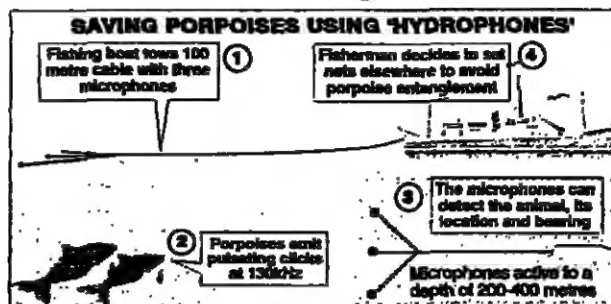 SAVING PORPOISES USING 'HYDROPHONES'
1
Fishing boat tows 100
metre cable with three
microphones
2
Porpoises emit
pulsating clicks
at 130kHz
3
The microphones can
detect the animal, its
location and bearing
Microphones active to a
depth of 200-400 metres
4
Fisherman decides to set
nets elsewhere to avoid
porpoise entanglement